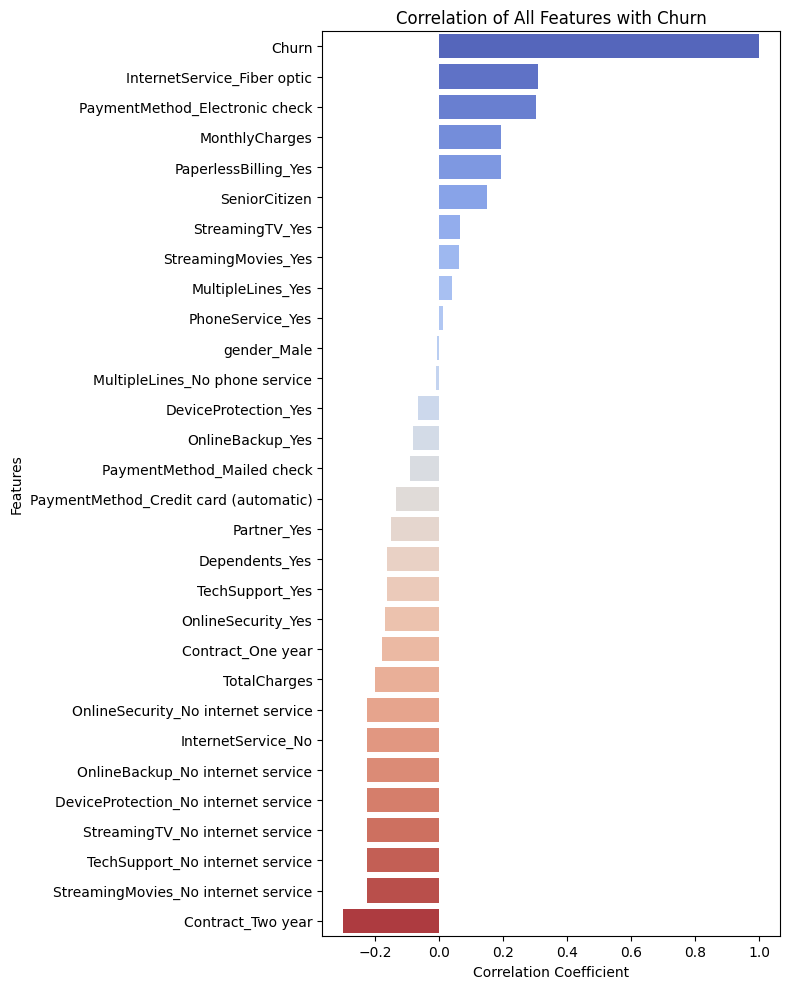 Correlation of All Features with Churn
Churn
InternetService_Fiber optic
PaymentMethod_Electronic check
MonthlyCharges
PaperlessBilling_Yes
SeniorCitizen
StreamingTV_Yes
StreamingMovies_Yes
MultipleLines_Yes
PhoneService_Yes
gender_Male
MultipleLines_No phone service
DeviceProtection_Yes
OnlineBackup_Yes
PaymentMethod_Mailed check
PaymentMethod_Credit card (automatic)
Partner_Yes
Dependents_Yes
TechSupport_Yes
OnlineSecurity_Yes
Contract_One year
TotalCharges
OnlineSecurity_No internet service
InternetService_No
OnlineBackup_No internet service
DeviceProtection_No internet service
StreamingTV_No internet service
TechSupport_No internet service
StreamingMovies_No internet service
Contract_Two year
Features
−0.2 0.0 0.2 0.4 0.6 0.8 1.0
Correlation Coefficient